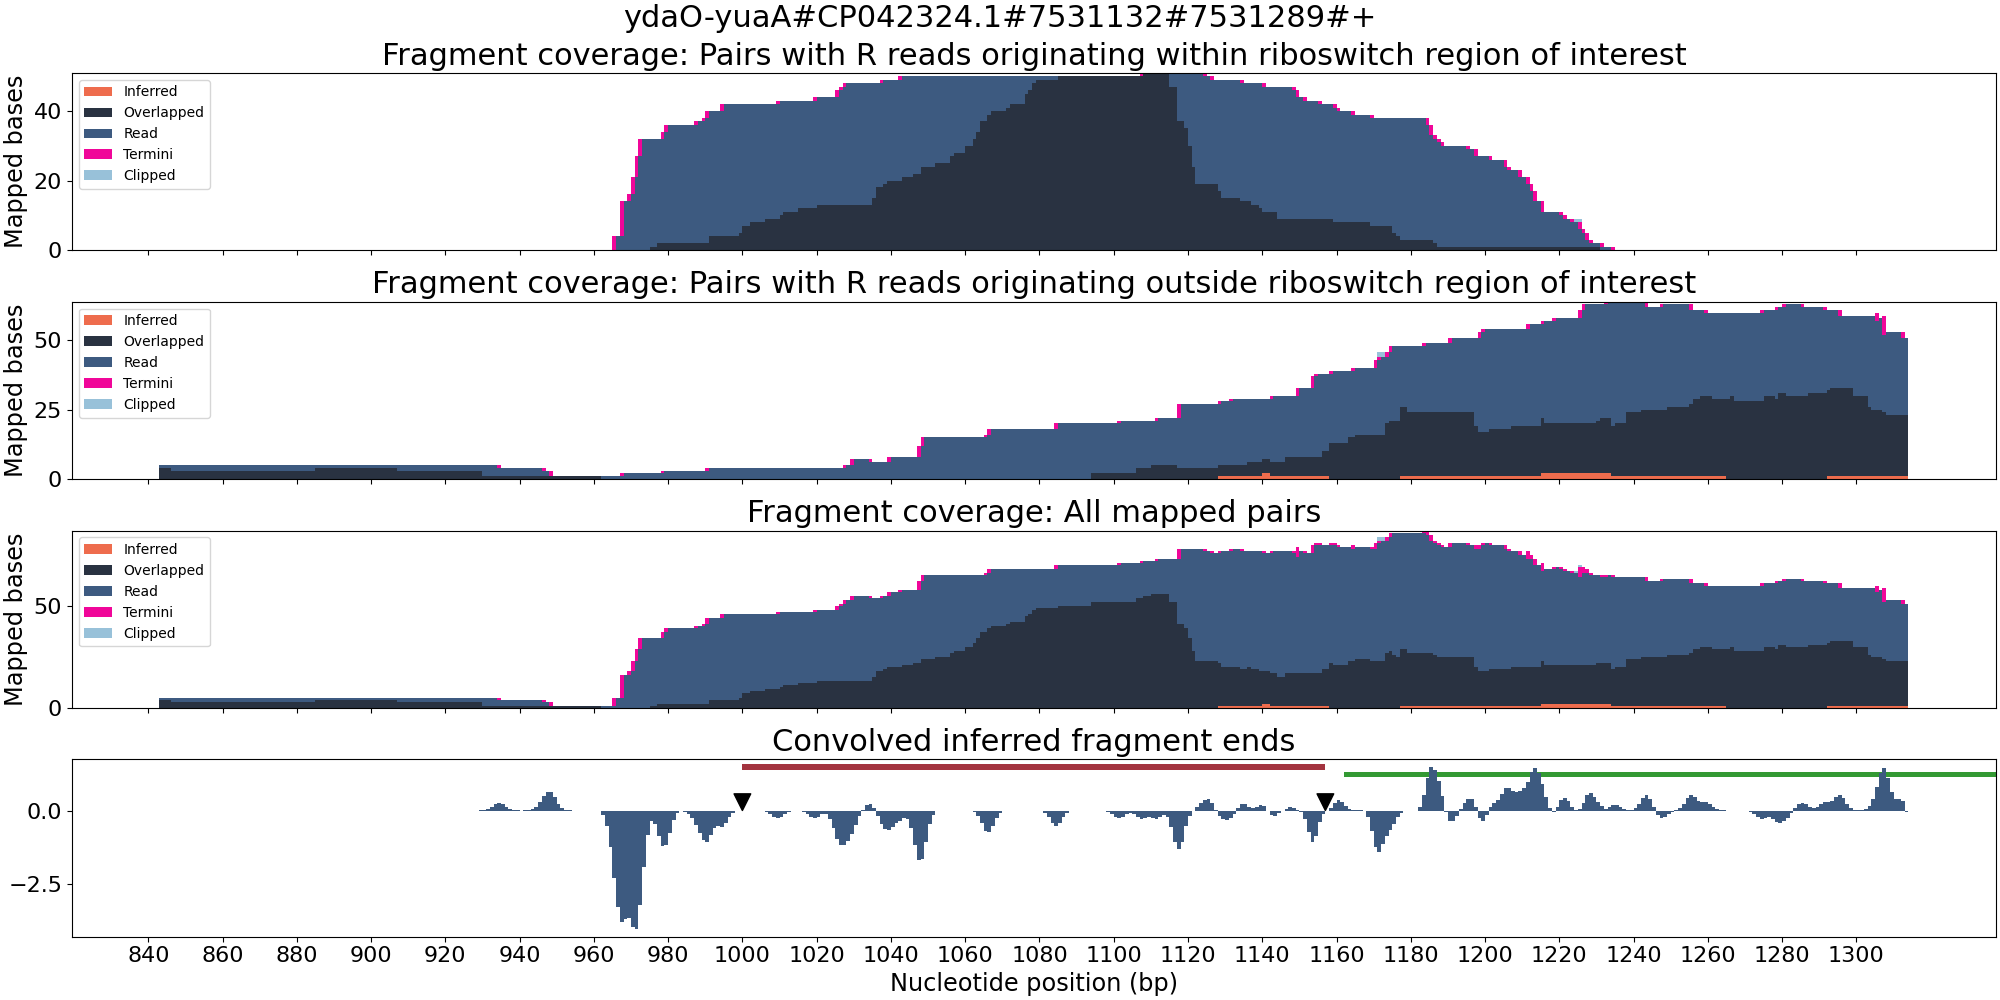 ydaO-yuaA#CP042324.1#7531132#7531289#+
Fragment coverage: Pairs with R reads originating within riboswitch region of interest
Mapped bases
40
20
0
Inferred
Overlapped
Read
Termini
Clipped
Fragment coverage: Pairs with R reads originating outside riboswitch region of interest
Mapped bases
50
25
0
Inferred
Overlapped
Read
Termini
Clipped
Fragment coverage: All mapped pairs
Mapped bases
50
0
Inferred
Overlapped
Read
Termini
Clipped
Convolved inferred fragment ends
0.0
−2.5
840 860 880 900 920 940 960 980 1000 1020 1040 1060 1080 1100 1120 1140 1160 1180 1200 1220 1240 1260 1280 1300
Nucleotide position (bp)